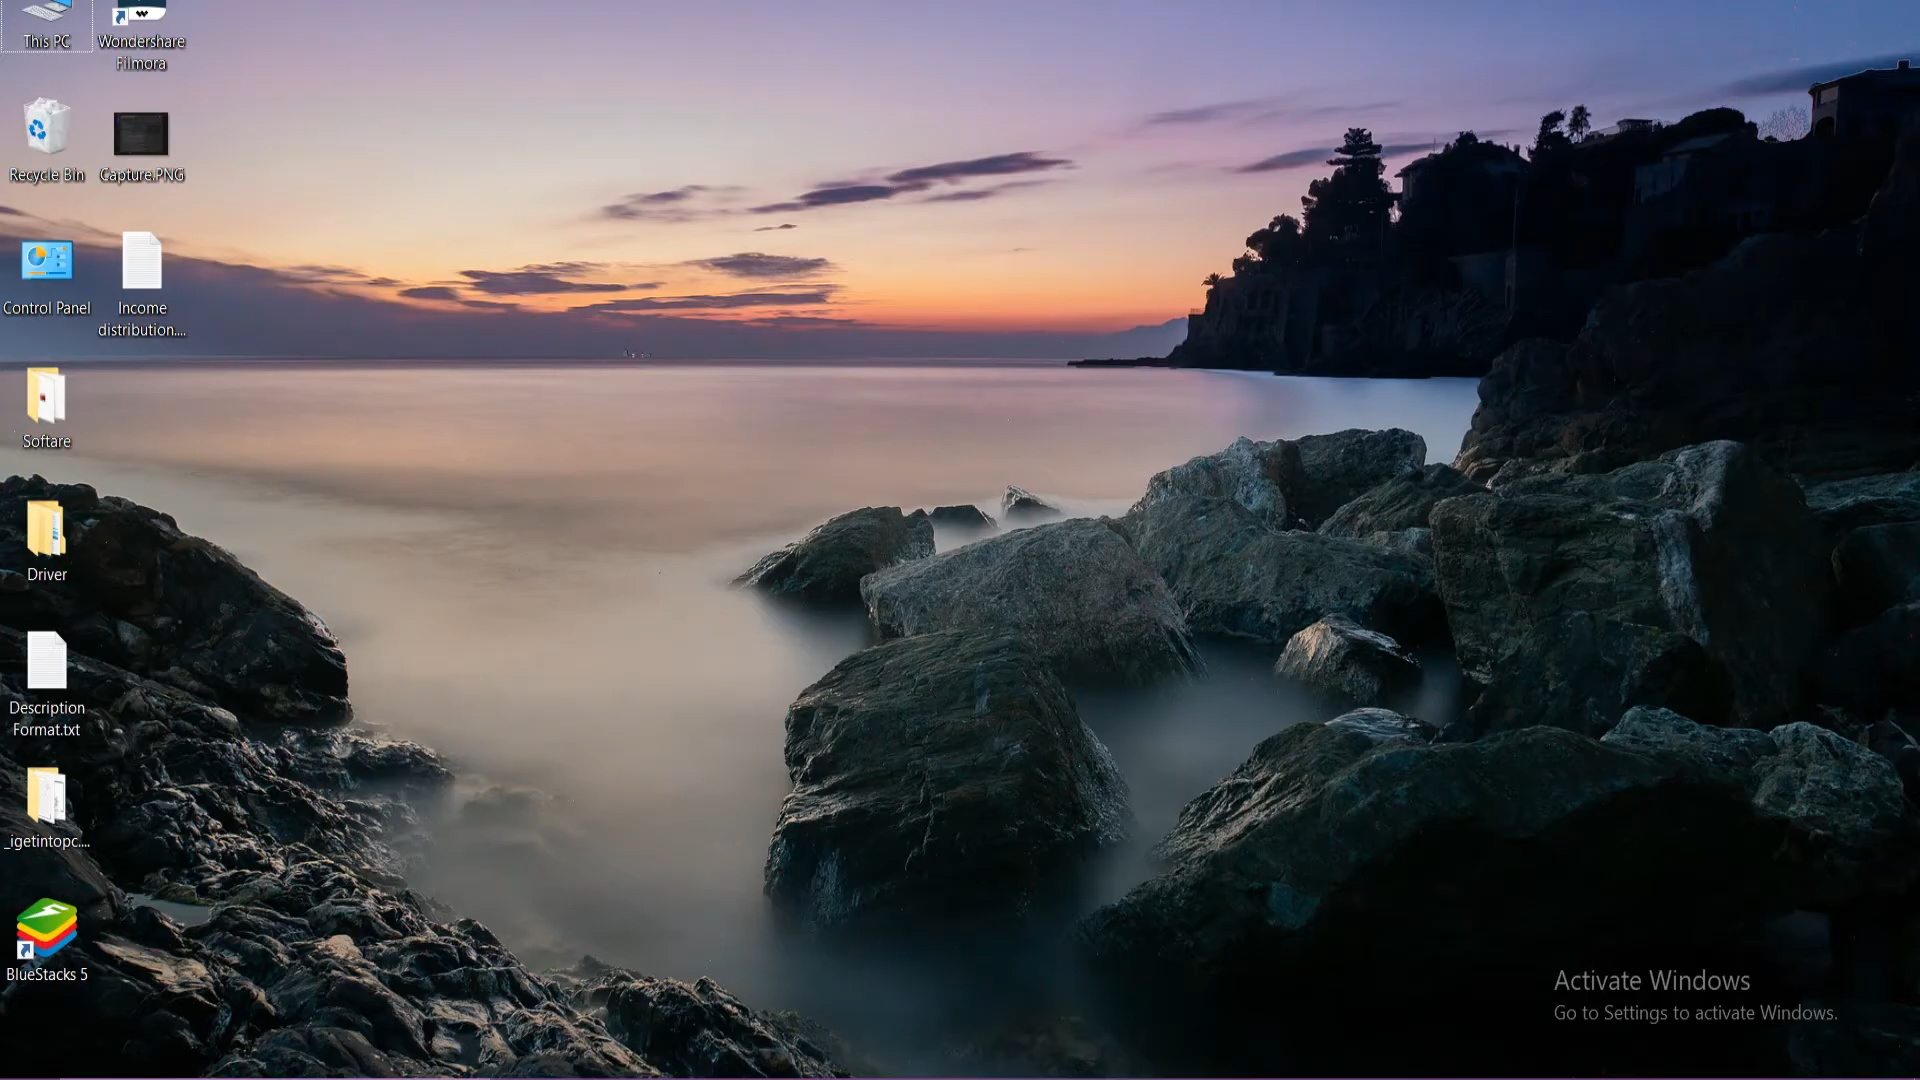 This PC
Wondershare
Filmora
Recycle Bin
Capture.PNG
Control Panel
Income
distribution....
Softare
Driver
Description
Format.txt
_igetintopc....
BlueStacks 5
Activate Windows
Go to Settings to activate Windows.